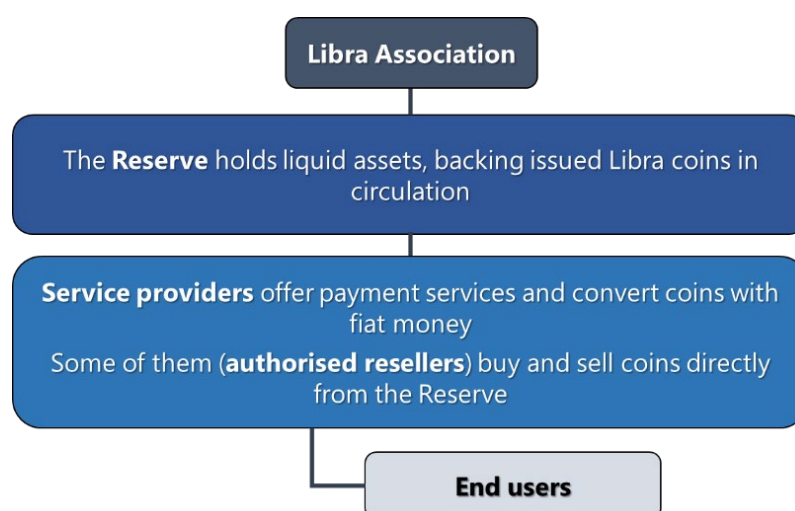 Libra Association
The Reserve holds liquid assets, backing issued Libra coins in
circulation
Service providers offer payment services and convert coins with
fiat money
Some of them (authorised resellers) buy and sell coins directly
from the Reserve
End users